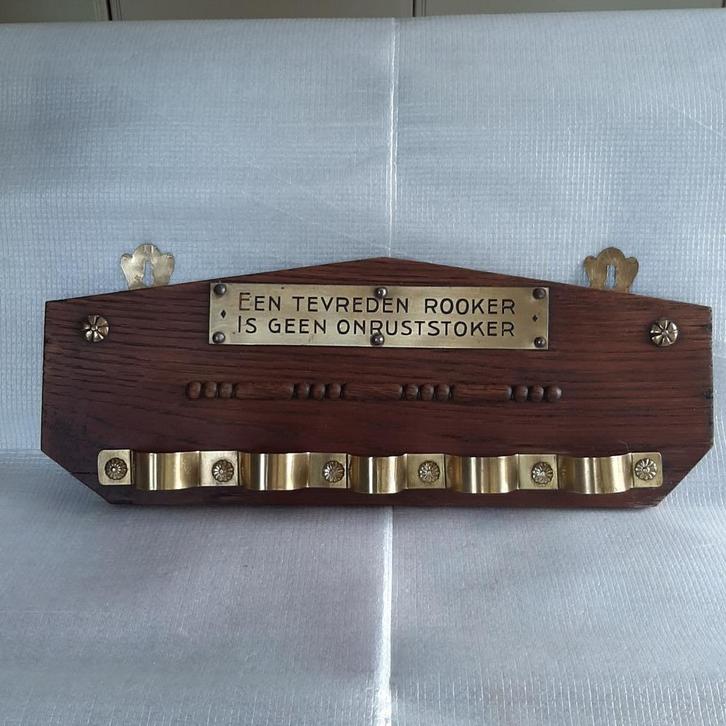 EEN TEVREDEN ROOKER
IS GEEN ONRUSTSTOKER